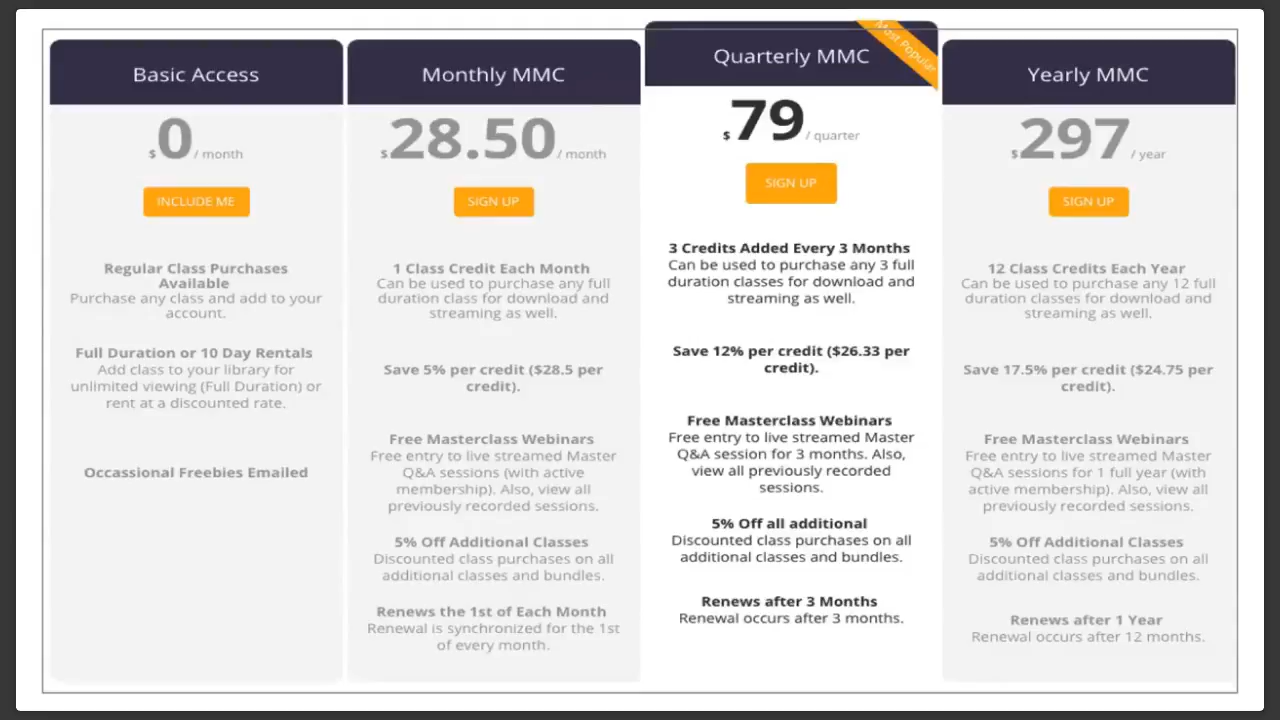 Basic Access
$0/ month
INCLUDE ME
Regular Class Purchases
Available
Purchase any class and add to your
account.
Full Duration or 10 Day Rentals
Add class to your library for
unlimited viewing (Full Duration) or
rent at a discounted rate.
Occassional Freebies Emailed
Monthly MMC
$28.50/ month
SIGN UP
1 Class Credit Each Month
Can be used to purchase any full
duration class for download and
streaming as well.
Save 5% per credit ($28.5 per
credit).
Free Masterclass Webinars
Free entry to live streamed Master
Q&A sessions (with active
membership). Also, view all
previously recorded sessions.
5% Off Additional Classes
Discounted class purchases on all
additional classes and bundles.
Renews the 1st of Each Month
Renewal is synchronized for the 1st
of every month.
Quarterly MMC
Most Popular
$79/ quarter
SIGN UP
3 Credits Added Every 3 Months
Can be used to purchase any 3 full
duration classes for download and
streaming as well.
Save 12% per credit ($26.33 per
credit).
Free Masterclass Webinars
Free entry to live streamed Master
Q&A session for 3 months. Also,
view all previously recorded
sessions.
5% Off all additional
Discounted class purchases on all
additional classes and bundles.
Renews after 3 Months
Renewal occurs after 3 months.
Yearly MMC
$297/ year
SIGN UP
12 Class Credits Each Year
Can be used to purchase any 12 full
duration classes for download and
streaming as well.
Save 17.5% per credit ($24.75 per
credit).
Free Masterclass Webinars
Free entry to live streamed Master
Q&A sessions for 1 full year (with
active membership). Also, view all
previously recorded sessions.
5% Off Additional Classes
Discounted class purchases on all
additional classes and bundles.
Renews after 1 Year
Renewal occurs after 12 months.